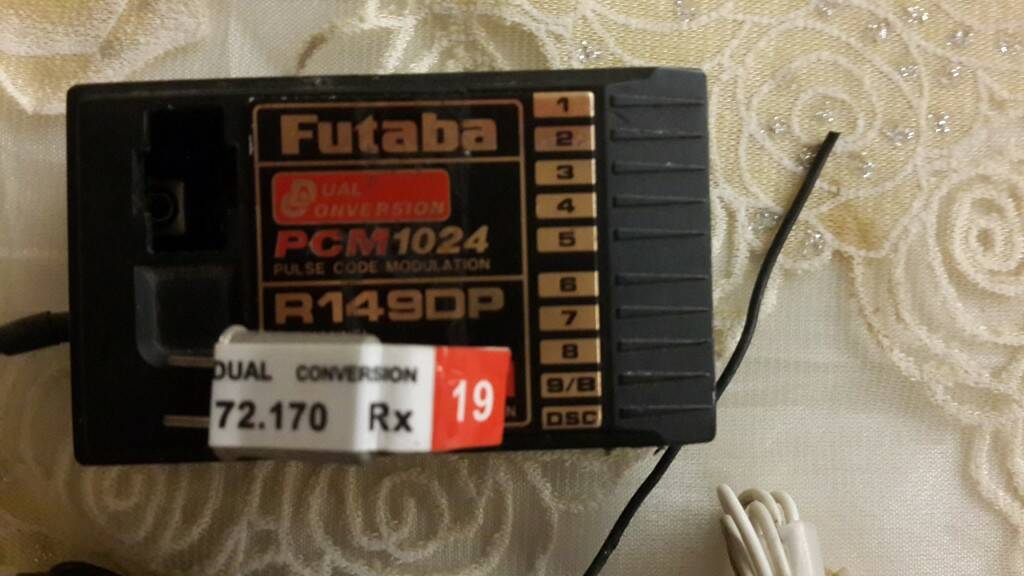 Futaba
DUAL
CONVERSION
PCM1024
PULSE CODE MODULATION
R149DP
1
2
3
4
5
6
7
8
9/B
DSC
DUAL CONVERSION
72.170 Rx
19